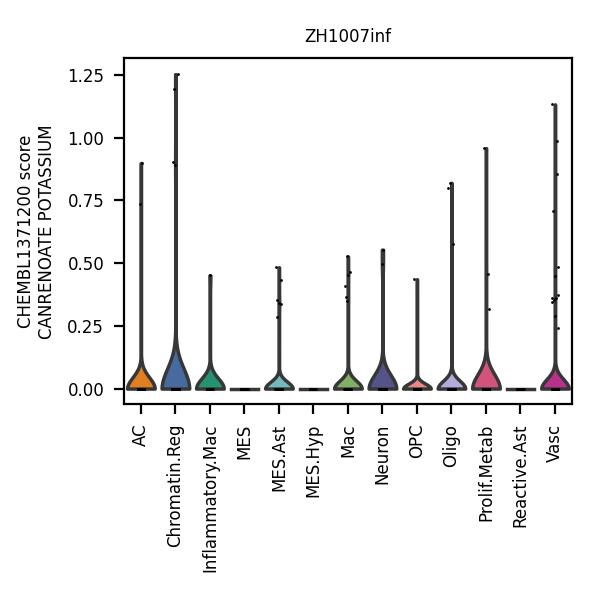 ZH1007inf
CHEMBL1371200 score
CANRENOATE POTASSIUM
1.25
1.00
0.75
0.50
0.25
0.00
AC
Chromatin.Reg
Inflammatory.Mac
MES
MES.Ast
MES.Hyp
Mac
Neuron
OPC
Oligo
Prolif.Metab
Reactive.Ast
Vasc